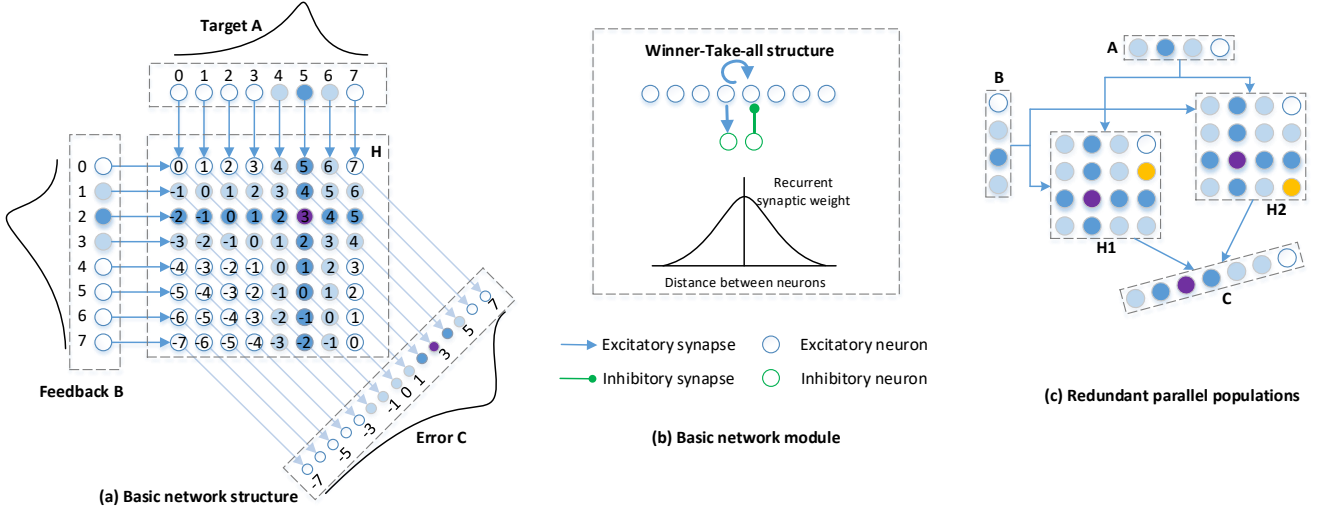 Target A
0 1 2 3 4 5 6 7
H
0 0 1 2 3 4 5 6 7
1 -1 0 1 2 3 4 5 6
2 -2 -1 0 1 2 3 4 5
3 -3 -2 -1 0 1 2 3 4
4 -4 -3 -2 -1 0 1 2 3
5 -5 -4 -3 -2 -1 0 1 2
6 -6 -5 -4 -3 -2 -1 0 1
7 -7 -6 -5 -4 -3 -2 -1 0
Feedback B
-7 -5 -3 -1 0 1 3 5 7
Error C
(a) Basic network structure
Winner-Take-all structure
Recurrent
synaptic weight
Distance between neurons
Excitatory synapse
Excitatory neuron
Inhibitory synapse
Inhibitory neuron
(b) Basic network module
A
B
H1
H2
C
(c) Redundant parallel populations